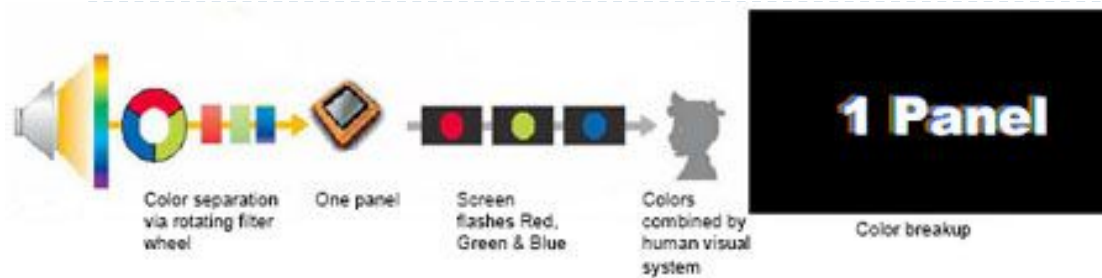 1 Panel
Color separation
via rotating filter
wheel
One panel
Screen
flashes Red,
Green & Blue
Colors
combined by
human visual
system
Color breakup